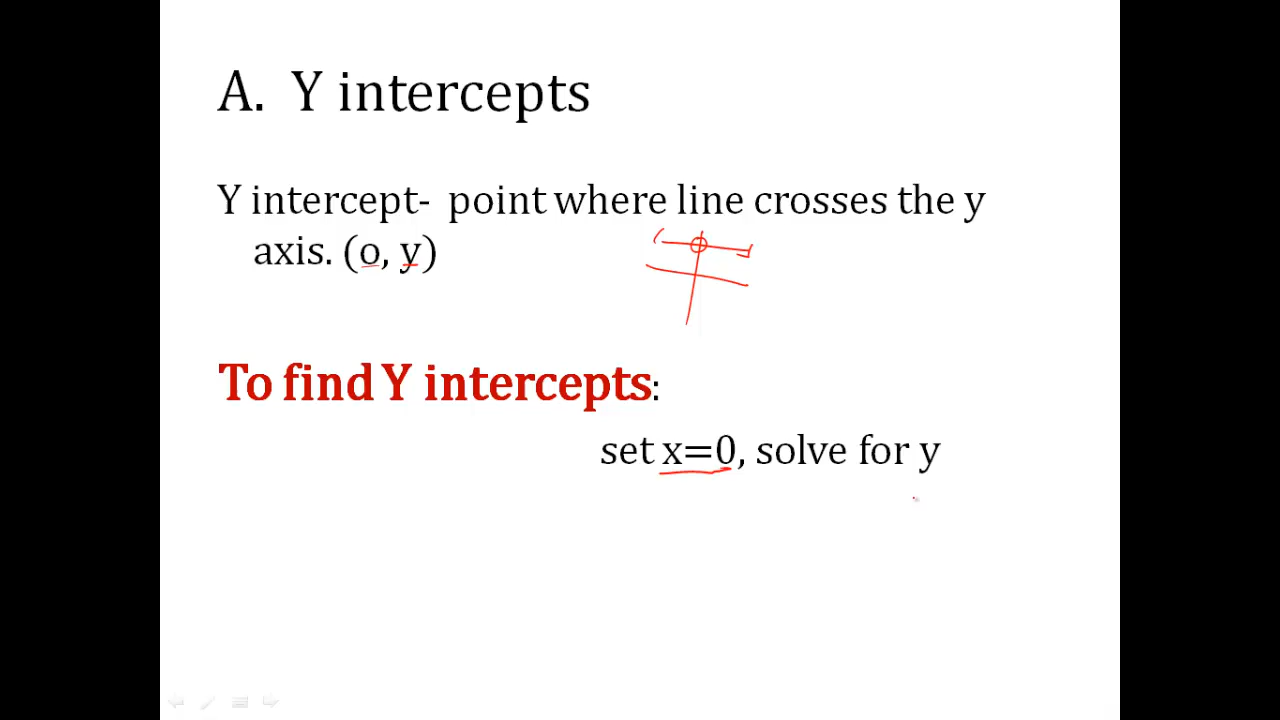 A. Y intercepts
Y intercept- point where line crosses the y
axis. (o, y)
To find Y intercepts:
set x=0, solve for y